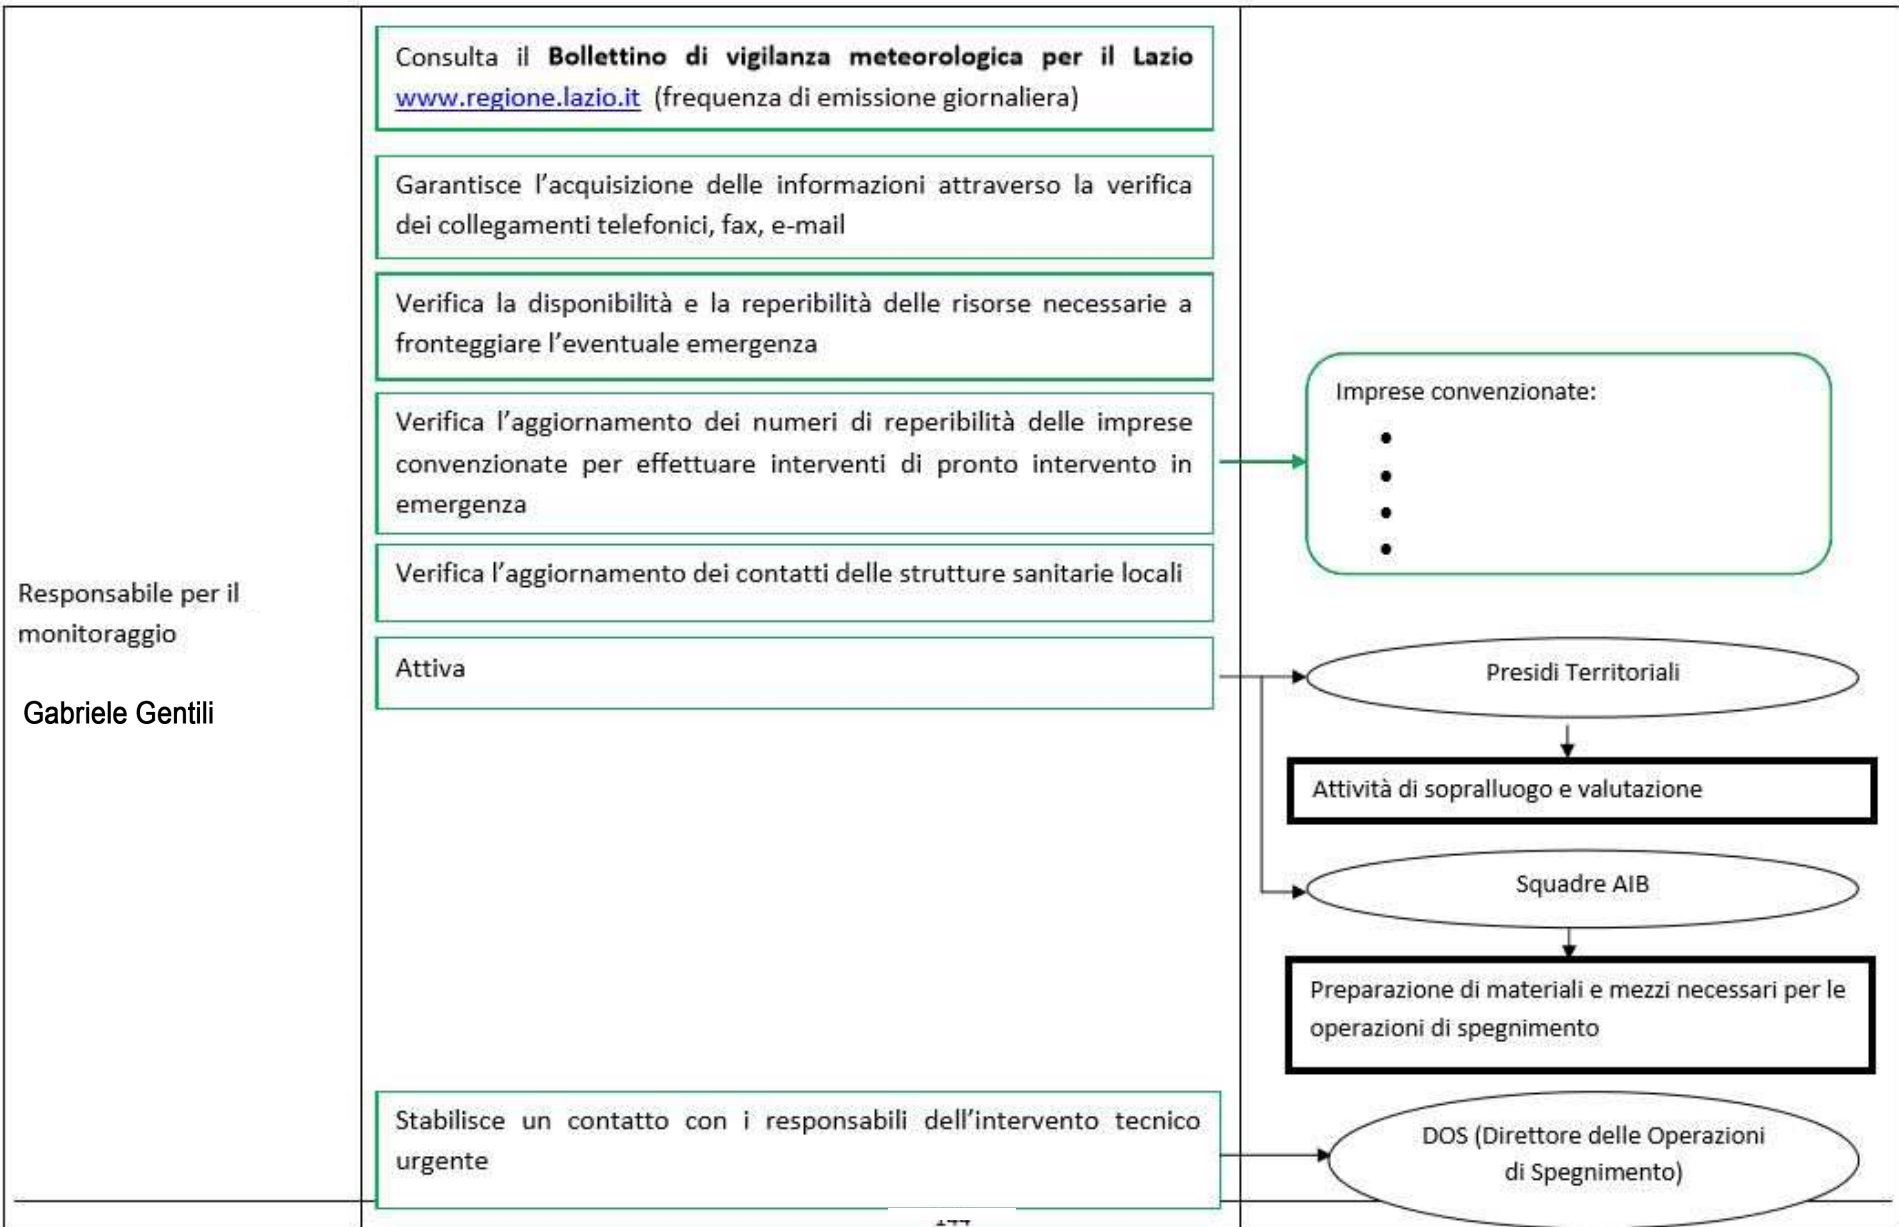 Consulta il Bollettino di vigilanza meteorologica per il Lazio
www.regione.lazio.it (frequenza di emissione giornaliera)
Garantisce l’acquisizione delle informazioni attraverso la verifica
dei collegamenti telefonici, fax, e-mail
Verifica la disponibilità e la reperibilità delle risorse necessarie a
fronteggiare l’eventuale emergenza
Verifica l’aggiornamento dei numeri di reperibilità delle imprese
convenzionate per effettuare interventi di pronto intervento in
emergenza
Imprese convenzionate:
•
•
•
•
Verifica l’aggiornamento dei contatti delle strutture sanitarie locali
Responsabile per il
monitoraggio
Gabriele Gentili
Attiva
Presidi Territoriali
Attività di sopralluogo e valutazione
Squadre AIB
Preparazione di materiali e mezzi necessari per le
operazioni di spegnimento
Stabilisce un contatto con i responsabili dell’intervento tecnico
urgente
DOS (Direttore delle Operazioni
di Spegnimento)